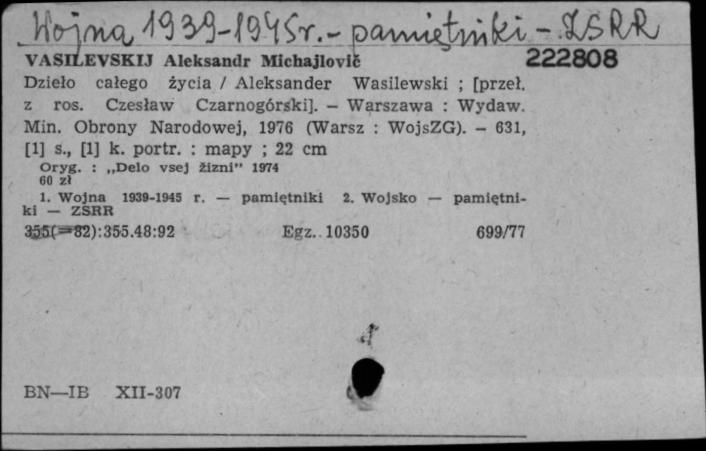 Wojna 1939-1945r. - pamiętniki - ZSRR
VASILEVSKIJ Aleksandr Michajlovič
222808
Dzieło całego życia / Aleksander Wasilewski ; [przeł.
z ros. Czesław Czarnogórski]. — Warszawa : Wydaw.
Min. Obrony Narodowej, 1976 (Warsz : WojsZG). — 631,
[1] s., [1] k. portr. : mapy ; 22 cm
Oryg. : „Delo vsej žizni" 1974
60 zł
1. Wojna 1939-1945 r. — pamiętniki 2. Wojsko — pamiętni-
ki — ZSRR
355(=82):355.48:92 Egz. 10350 699/77
BN—IB XII-307